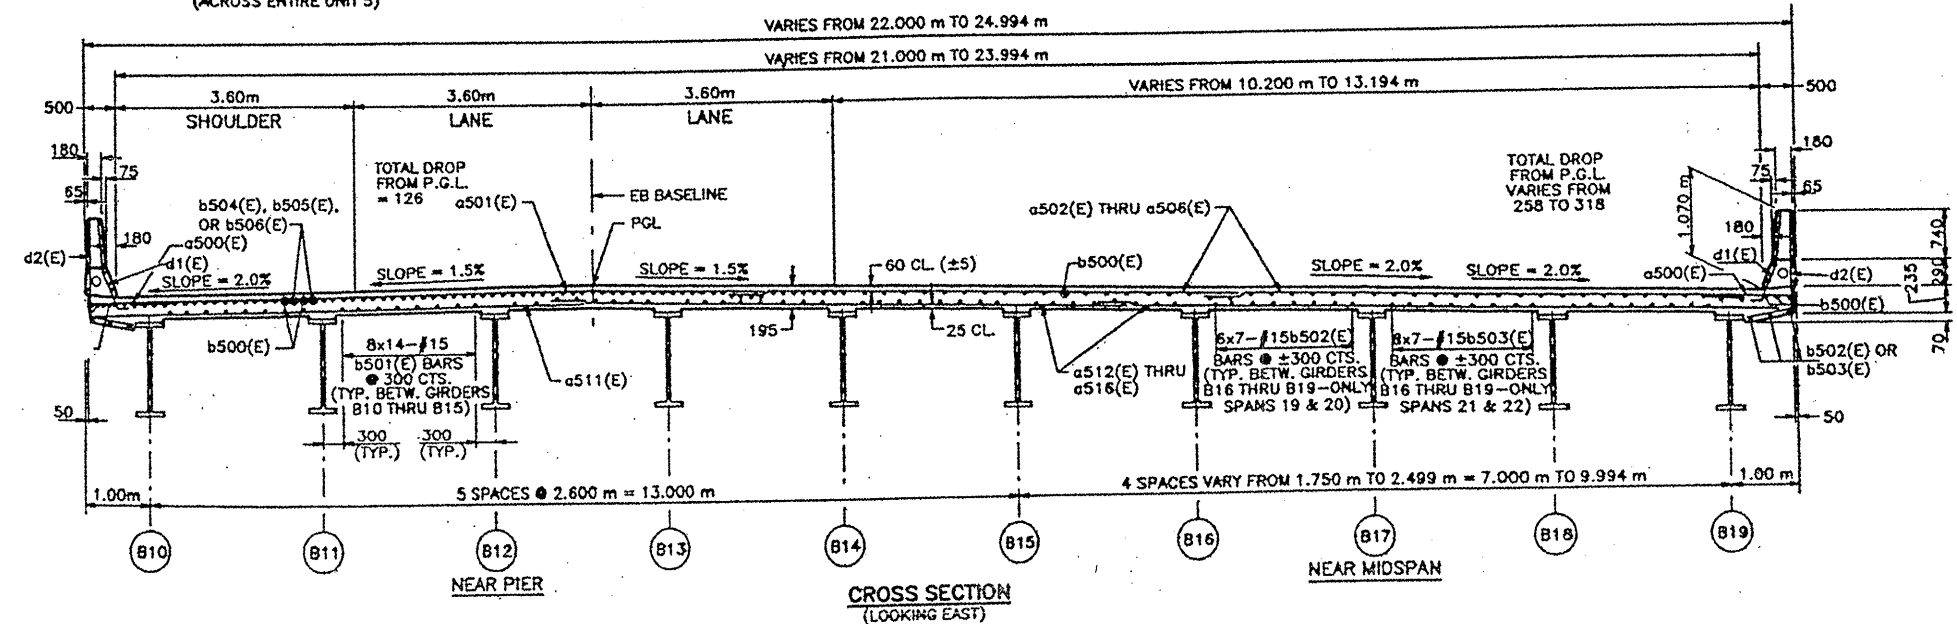 (ACROSS ENTIRE UNIT 5)
VARIES FROM 22.000 m TO 24.994 m
VARIES FROM 21.000 m TO 23.994 m
VARIES FROM 10.200 m TO 13.194 m
500
3.60m
3.60m
3.60m
500
SHOULDER
LANE
LANE
180
75
65
TOTAL DROP
FROM P.G.L.
= 126
a501(E)
EB BASELINE
PGL
b504(E), b505(E),
OR b506(E)
180
a500(E)
d2(E)
d1(E)
SLOPE = 2.0%
SLOPE = 1.5%
SLOPE = 1.5%
60 CL. (±5)
b500(E)
a502(E) THRU a506(E)
TOTAL DROP
FROM P.G.L.
VARIES FROM
258 TO 318
1.070 m
180
75
65
180
d1(E)
a500(E)
SLOPE = 2.0%
SLOPE = 2.0%
d2(E)
740
290
235
b500(E)
70
b502(E) OR
b503(E)
b500(E)
195
25 CL.
8x14-#15
b501(E) BARS
@ 300 CTS.
(TYP. BETW. GIRDERS
B10 THRU B15)
a511(E)
a512(E) THRU
a516(E)
6x7-#15b502(E)
BARS @ ±300 CTS.
(TYP. BETW. GIRDERS
B16 THRU B19-ONLY
SPANS 19 & 20)
8x7-#15b503(E)
BARS @ ±300 CTS.
(TYP. BETW. GIRDERS
B16 THRU B19-ONLY
SPANS 21 & 22)
50
300
(TYP.)
300
(TYP.)
50
1.00m
5 SPACES @ 2.600 m = 13.000 m
4 SPACES VARY FROM 1.750 m TO 2.499 m = 7.000 m TO 9.994 m
1.00 m
B10
B11
B12
B13
B14
B15
B16
B17
B18
B19
NEAR PIER
NEAR MIDSPAN
CROSS SECTION
(LOOKING EAST)